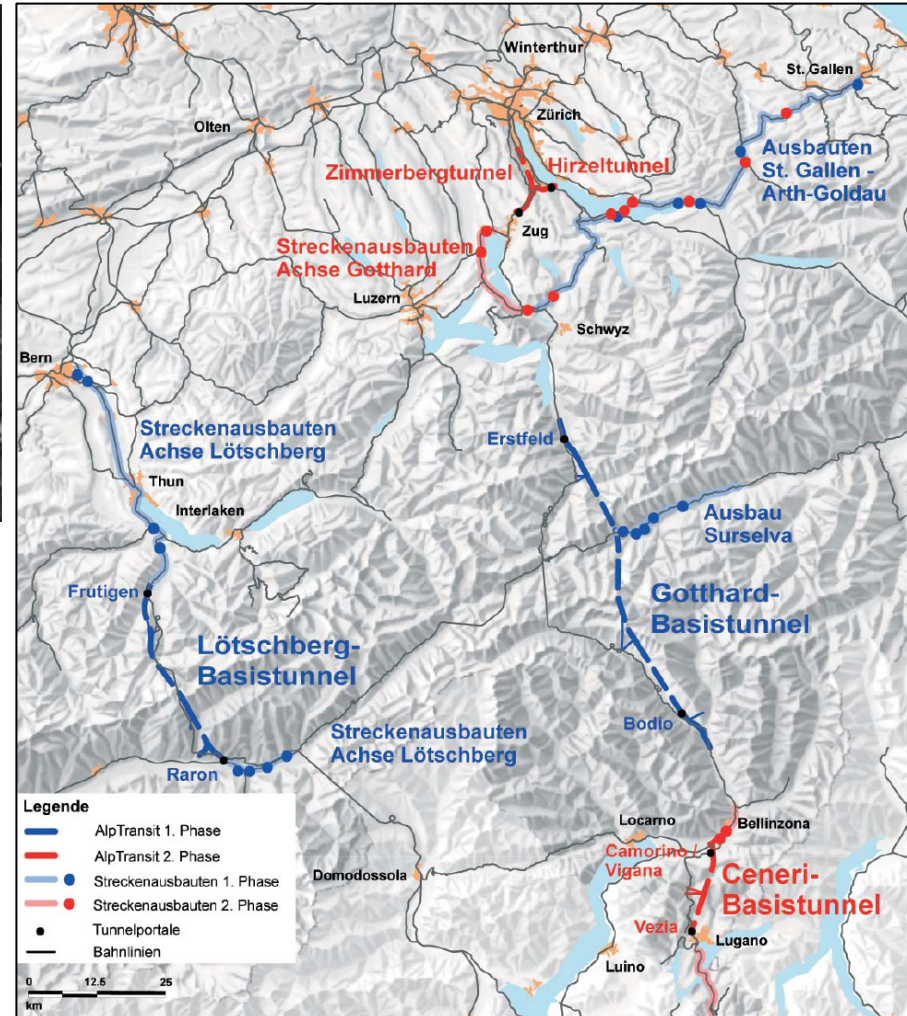 Winterthur
St. Gallen
Zürich
Olten
Ausbauten
St. Gallen -
Arth-Goldau
Zimmerbergtunnel
Hirzeltunnel
Zug
Streckenausbauten
Achse Gotthard
Luzern
Schwyz
Bern
Streckenausbauten
Achse Lötschberg
Erstfeld
Thun
Interlaken
Ausbau
Surselva
Frutigen
Gotthard-
Basistunnel
Lötschberg-
Basistunnel
Bodio
Streckenausbauten
Achse Lötschberg
Raron
Legende
AlpTransit 1. Phase
AlpTransit 2. Phase
Streckenausbauten 1. Phase
Streckenausbauten 2. Phase
Tunnelportale
Bahnlinien
0 12.5 25
km
Locarno
Bellinzona
Camorino /
Vigana
Domodossola
Ceneri-
Basistunnel
Vezia
Lugano
Luino